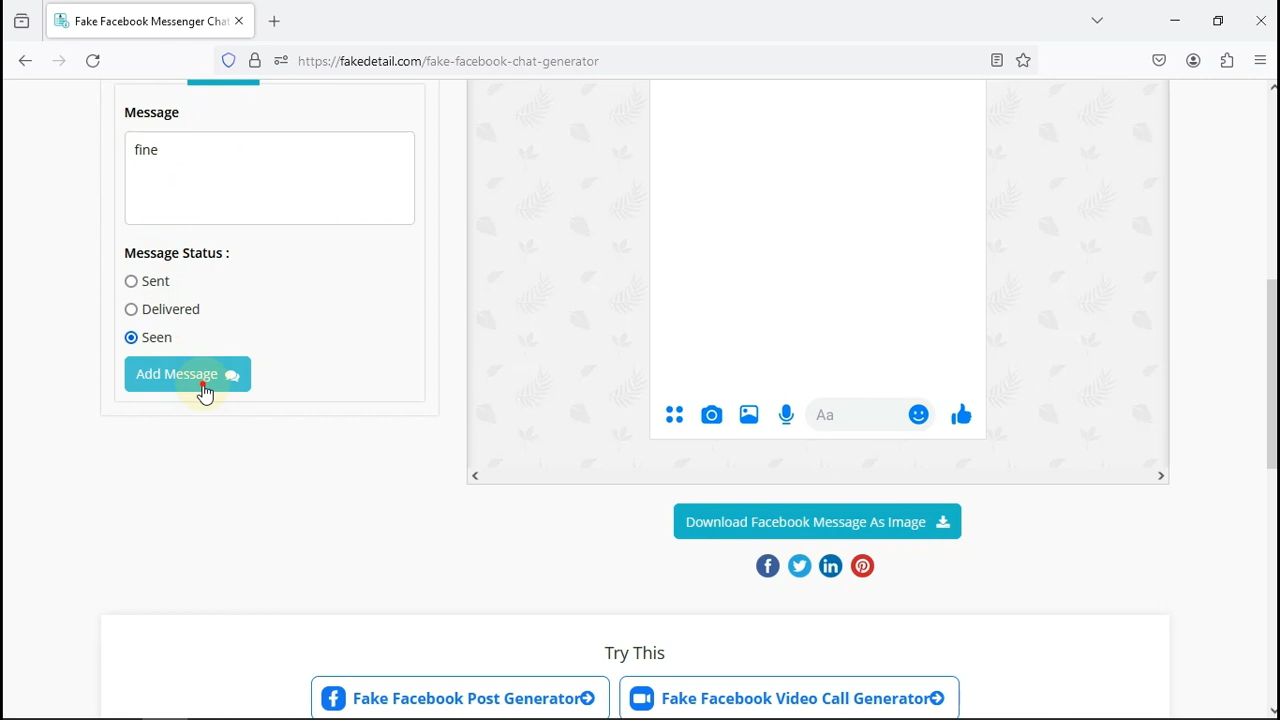 Fake Facebook Messenger Chat
https://fakedetail.com/fake-facebook-chat-generator
Message
fine
Message Status :
Sent
Delivered
Seen
Add Message
Aa
Download Facebook Message As Image
Try This
Fake Facebook Post Generator
Fake Facebook Video Call Generator